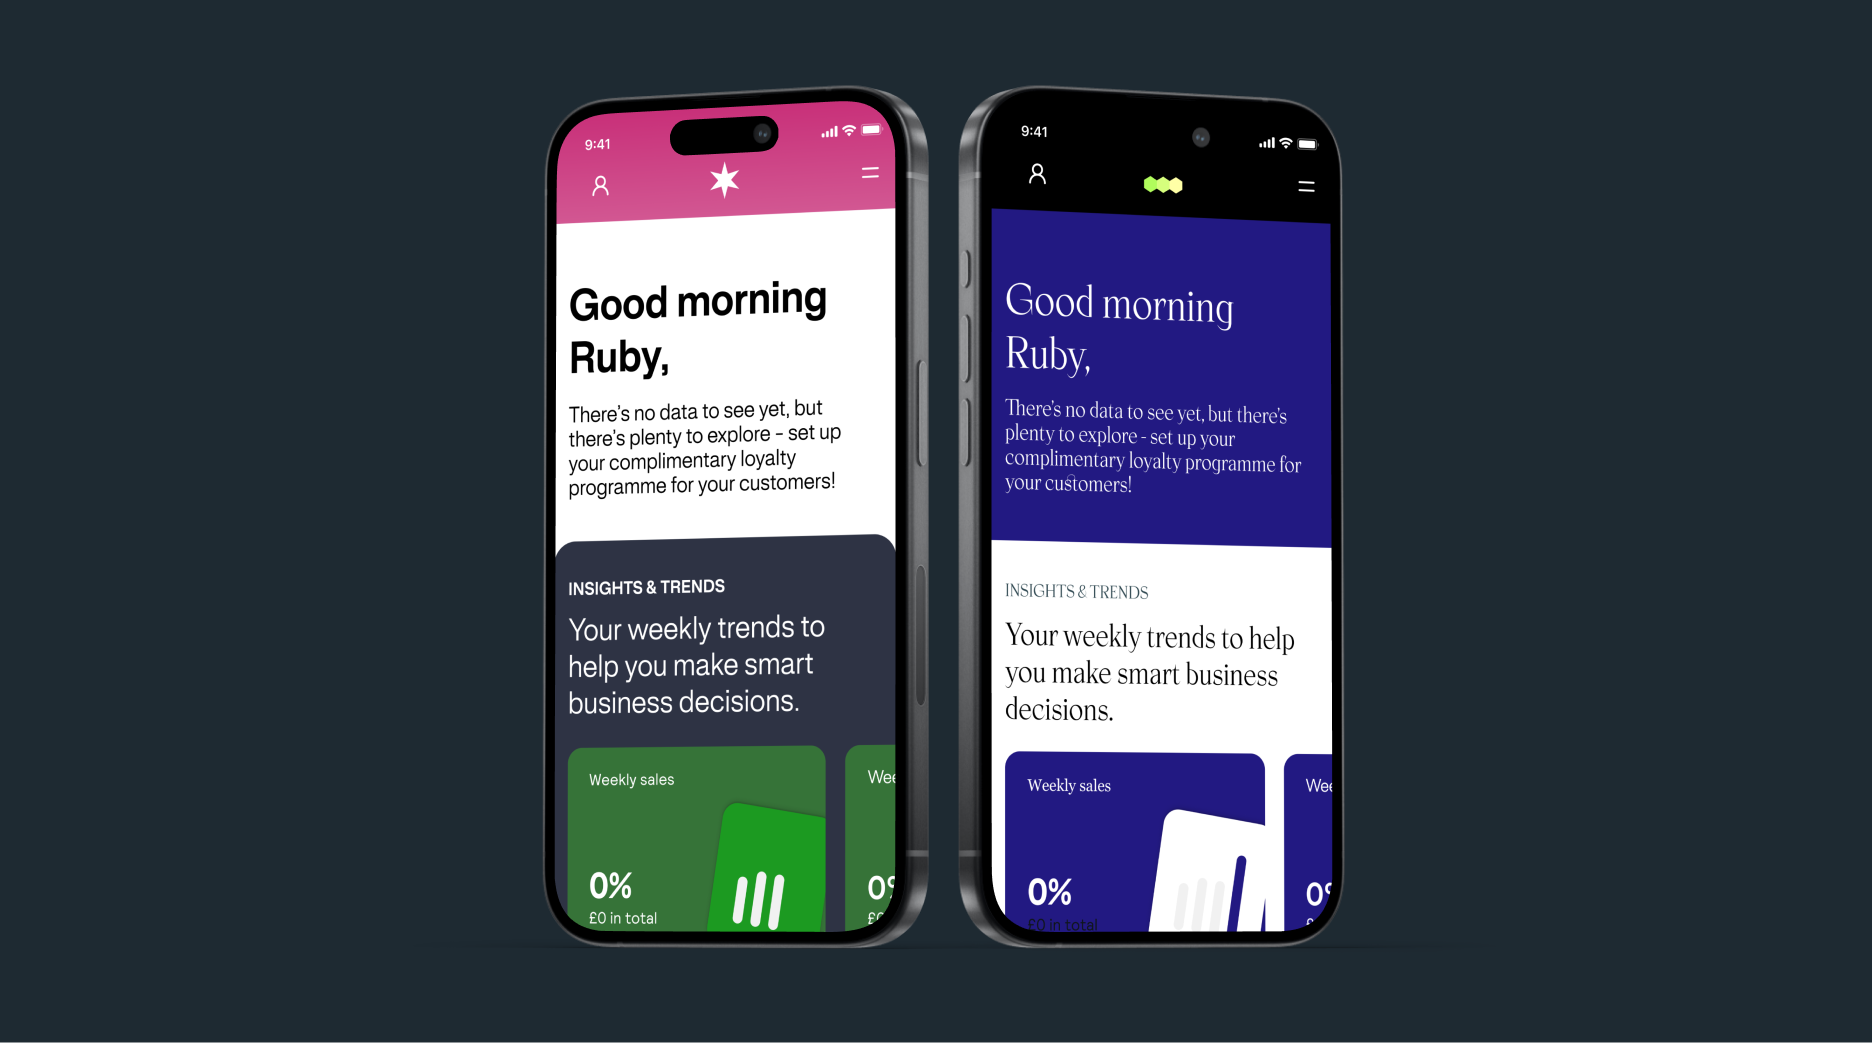 9:41
Good morning
Ruby,
There's no data to see yet, but
there's plenty to explore - set up
your complimentary loyalty
programme for your customers!
INSIGHTS & TRENDS
Your weekly trends to
help you make smart
business decisions.
Weekly sales
0%
£0 in total
Wee
0%
£0
9:41
Good morning
Ruby,
There's no data to see yet, but there's
plenty to explore - set up your
complimentary loyalty programme for
your customers!
INSIGHTS & TRENDS
Your weekly trends to help
you make smart business
decisions.
Weekly sales
0%
£0 in total
Wee
0%
£